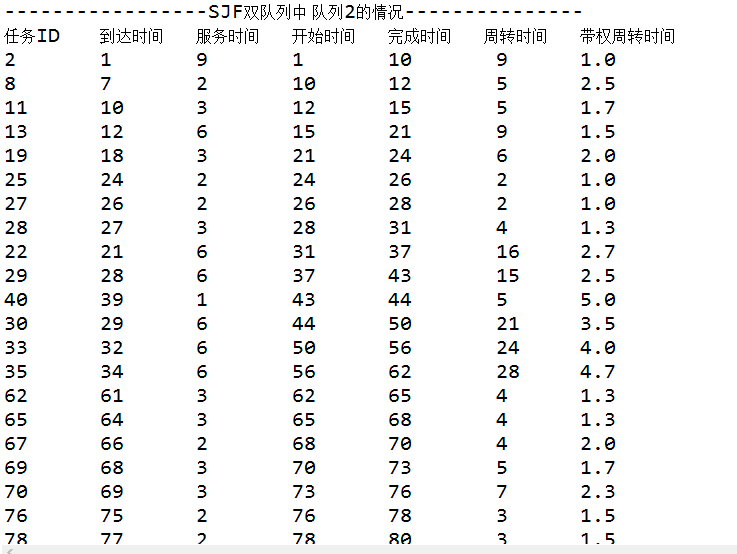 -----------------SJF双队列中 队列2的情况---------------
任务ID 到达时间 服务时间 开始时间 完成时间 周转时间 带权周转时间
2 1 9 1 10 9 1.0
8 7 2 10 12 5 2.5
11 10 3 12 15 5 1.7
13 12 6 15 21 9 1.5
19 18 3 21 24 6 2.0
25 24 2 24 26 2 1.0
27 26 2 26 28 2 1.0
28 27 3 28 31 4 1.3
22 21 6 31 37 16 2.7
29 28 6 37 43 15 2.5
40 39 1 43 44 5 5.0
30 29 6 44 50 21 3.5
33 32 6 50 56 24 4.0
35 34 6 56 62 28 4.7
62 61 3 62 65 4 1.3
65 64 3 65 68 4 1.3
67 66 2 68 70 4 2.0
69 68 3 70 73 5 1.7
70 69 3 73 76 7 2.3
76 75 2 76 78 3 1.5
78 77 2 78 80 3 1.5